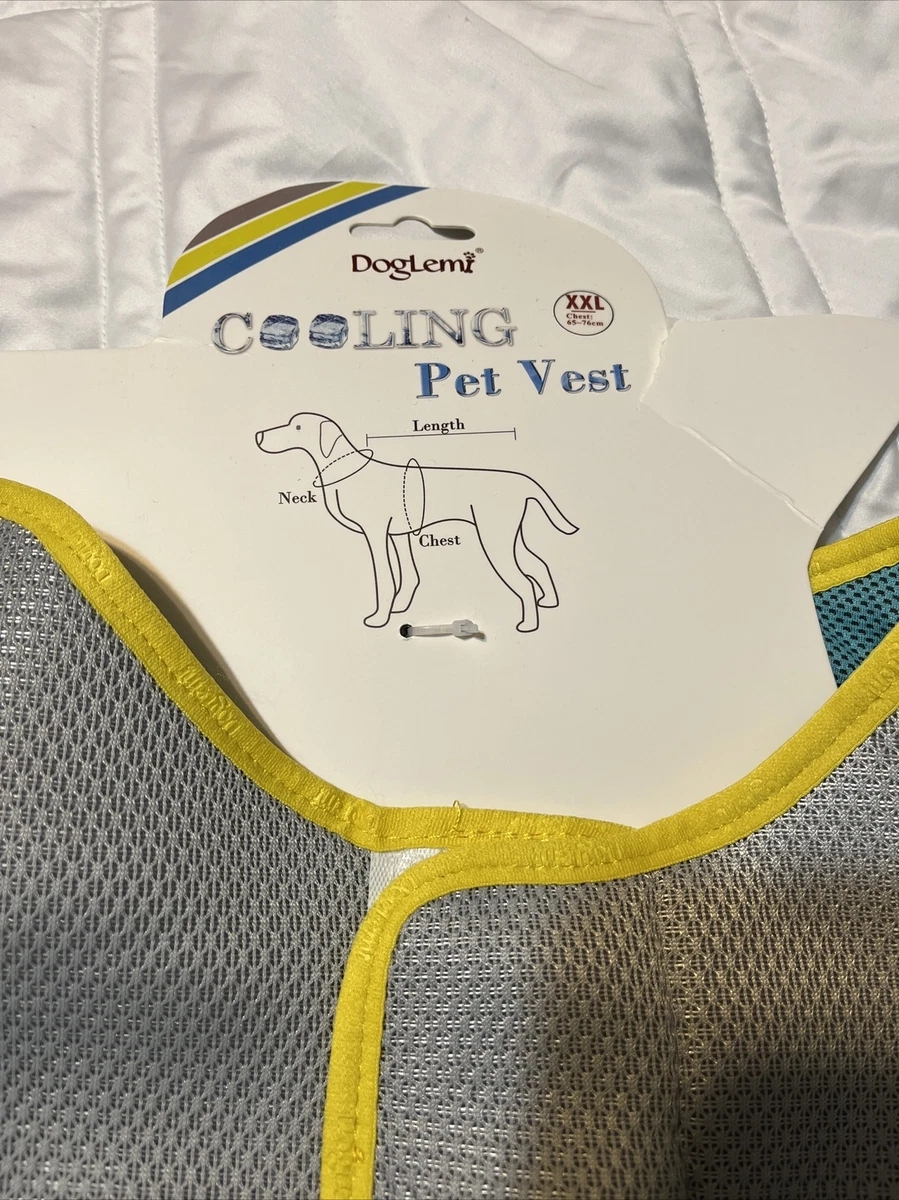 DogLemi®
COOLING
XXL
Chest:
65~76cm
Pet Vest
Length
Neck
Chest